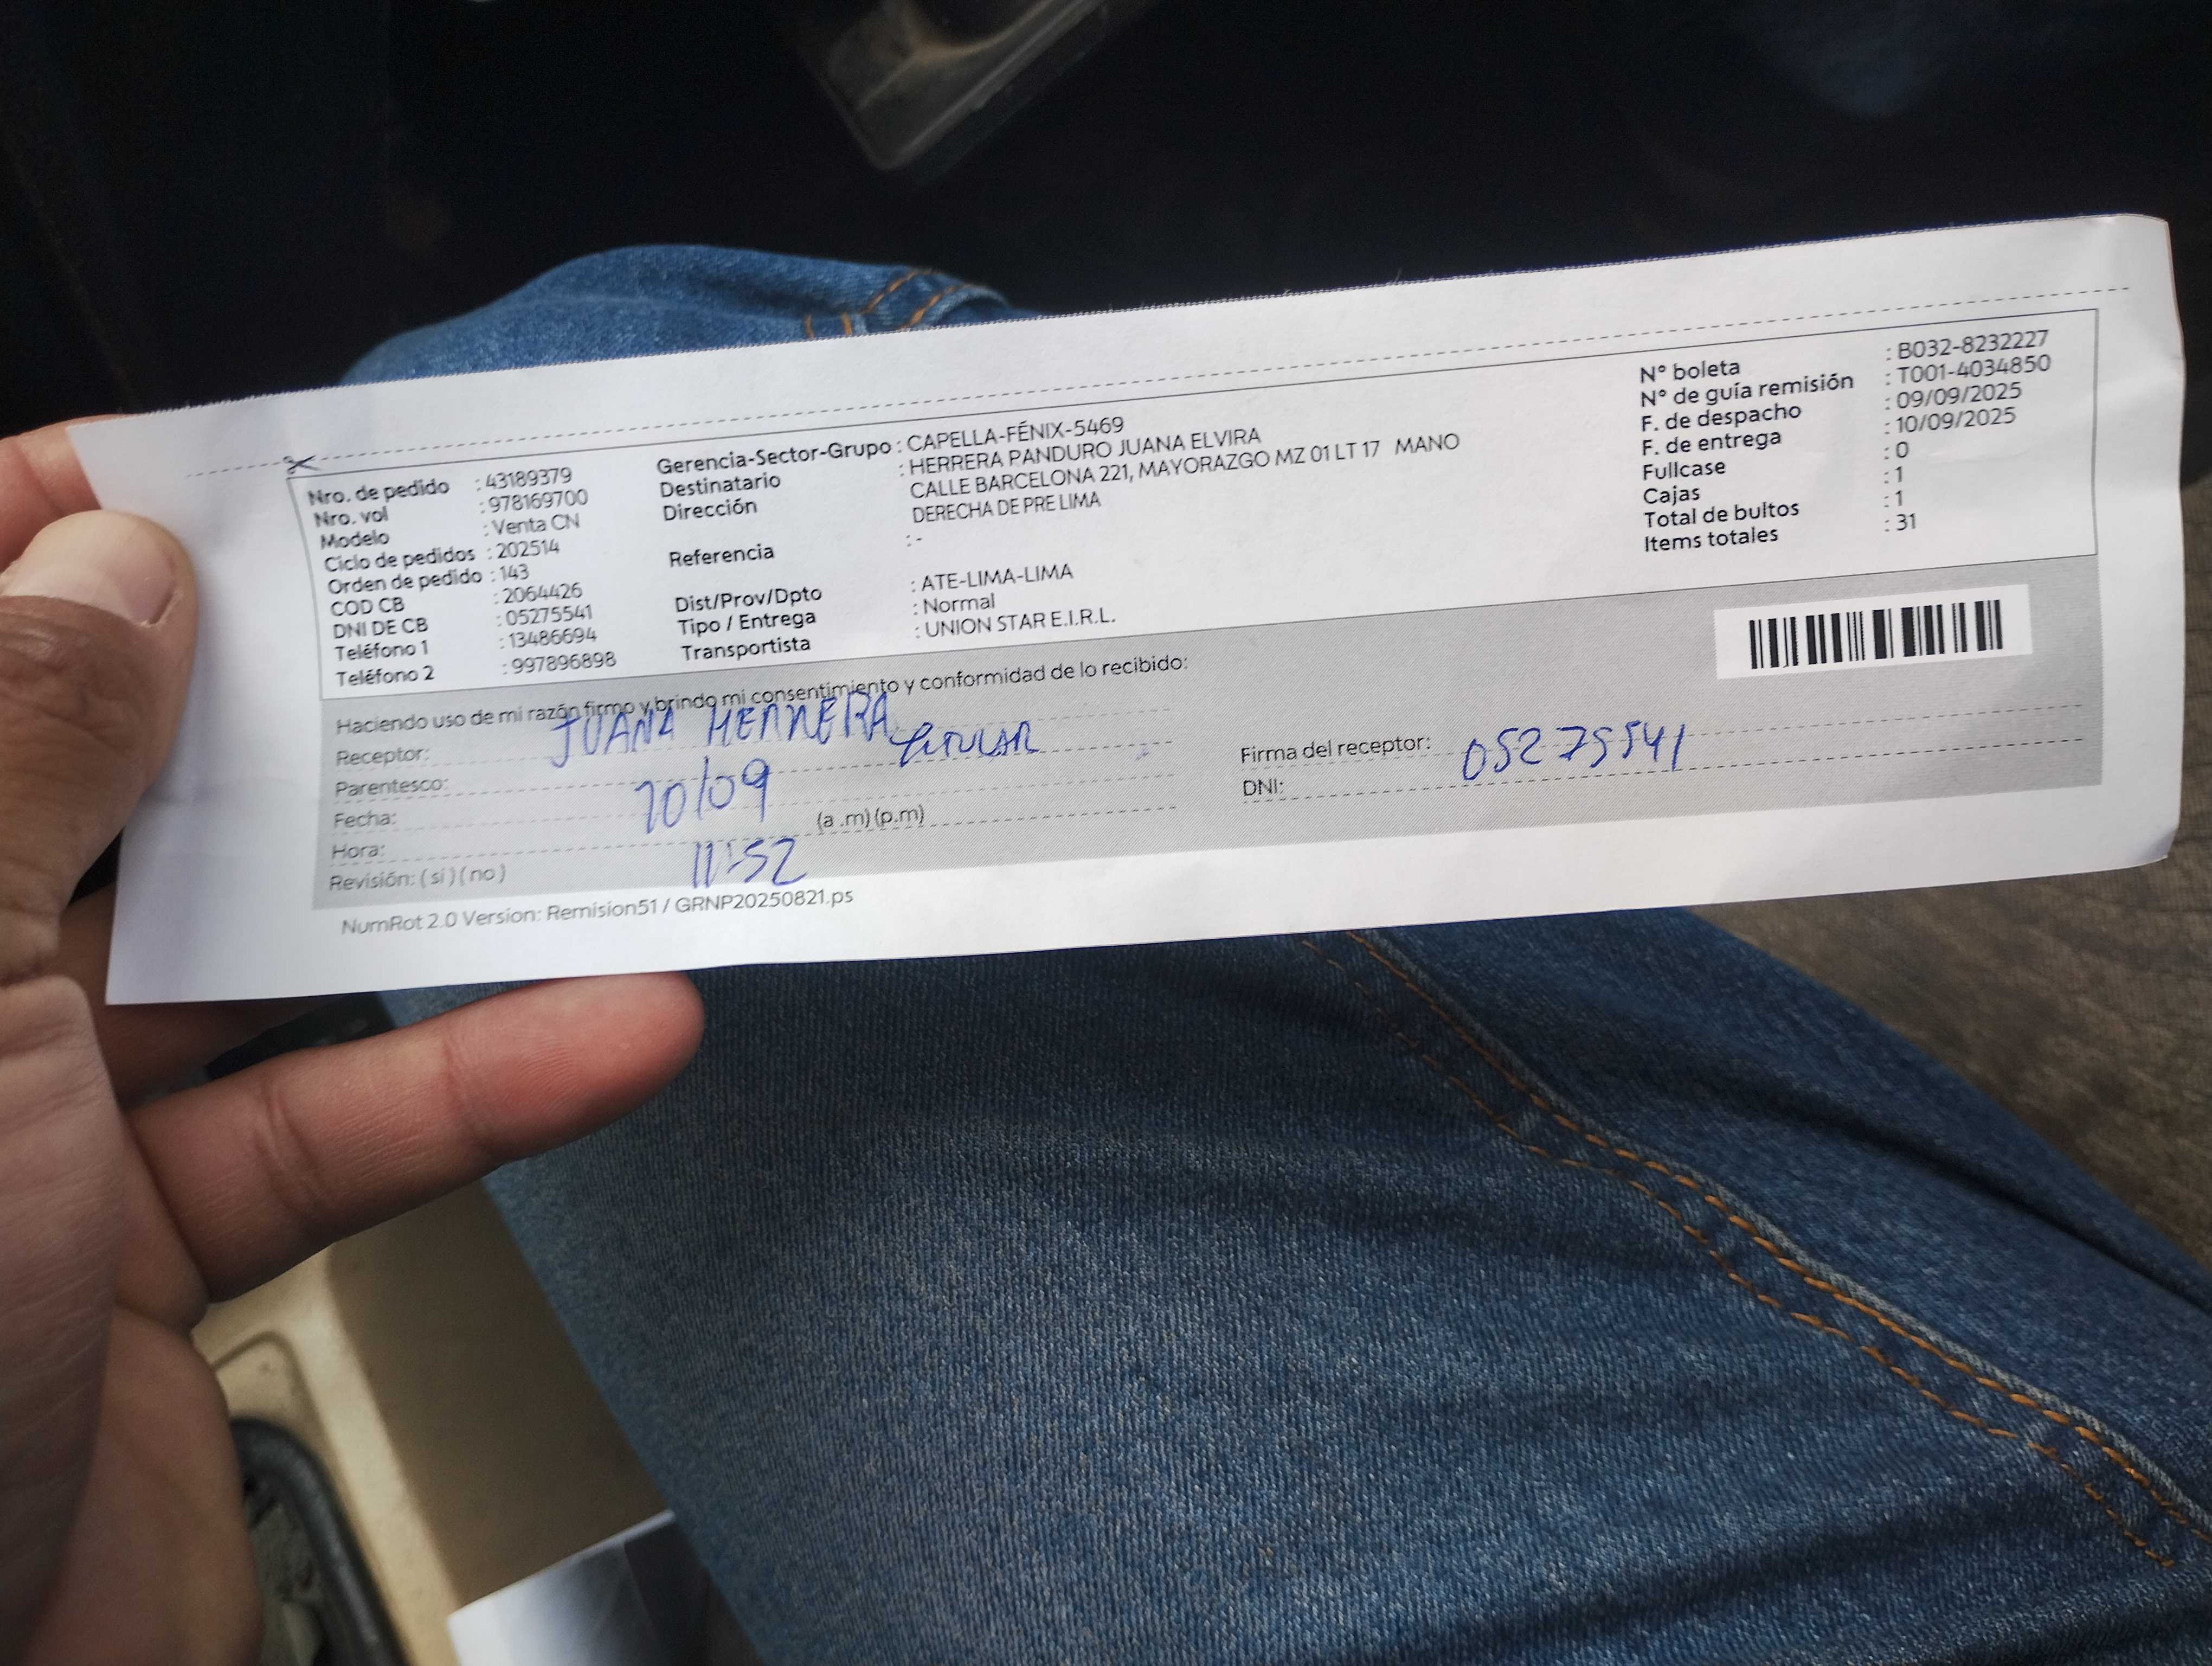 Nro. de pedido : 43189379
Nro. vol : 978169700
Modelo : Venta CN
Ciclo de pedidos : 202514
Orden de pedido : 143
COD CB : 2064426
DNI DE CB : 05275541
Teléfono 1 : 13486694
Teléfono 2 : 997896898
Gerencia-Sector-Grupo : CAPELLA-FÉNIX-5469
Destinatario : HERRERA PANDURO JUANA ELVIRA
Dirección CALLE BARCELONA 221, MAYORAZGO MZ 01 LT 17 MANO
DERECHA DE PRE LIMA
Referencia : -
Dist/Prov/Dpto : ATE-LIMA-LIMA
Tipo / Entrega : Normal
Transportista : UNION STAR E.I.R.L.
N° boleta : B032-8232227
N° de guía remisión : T001-4034850
F. de despacho : 09/09/2025
F. de entrega : 10/09/2025
Fullcase : 0
Cajas : 1
Total de bultos : 1
Items totales : 31
Haciendo uso de mi razón firmo y brindo mi consentimiento y conformidad de lo recibido:
Receptor: JUANA HERRERA
Parentesco: titular
Fecha: 10/09
Hora: 11:52 (a .m) (p.m)
Revisión: ( si ) ( no )
Firma del receptor:
DNI: 05275541
NumRot 2.0 Version: Remision51 / GRNP20250821.ps